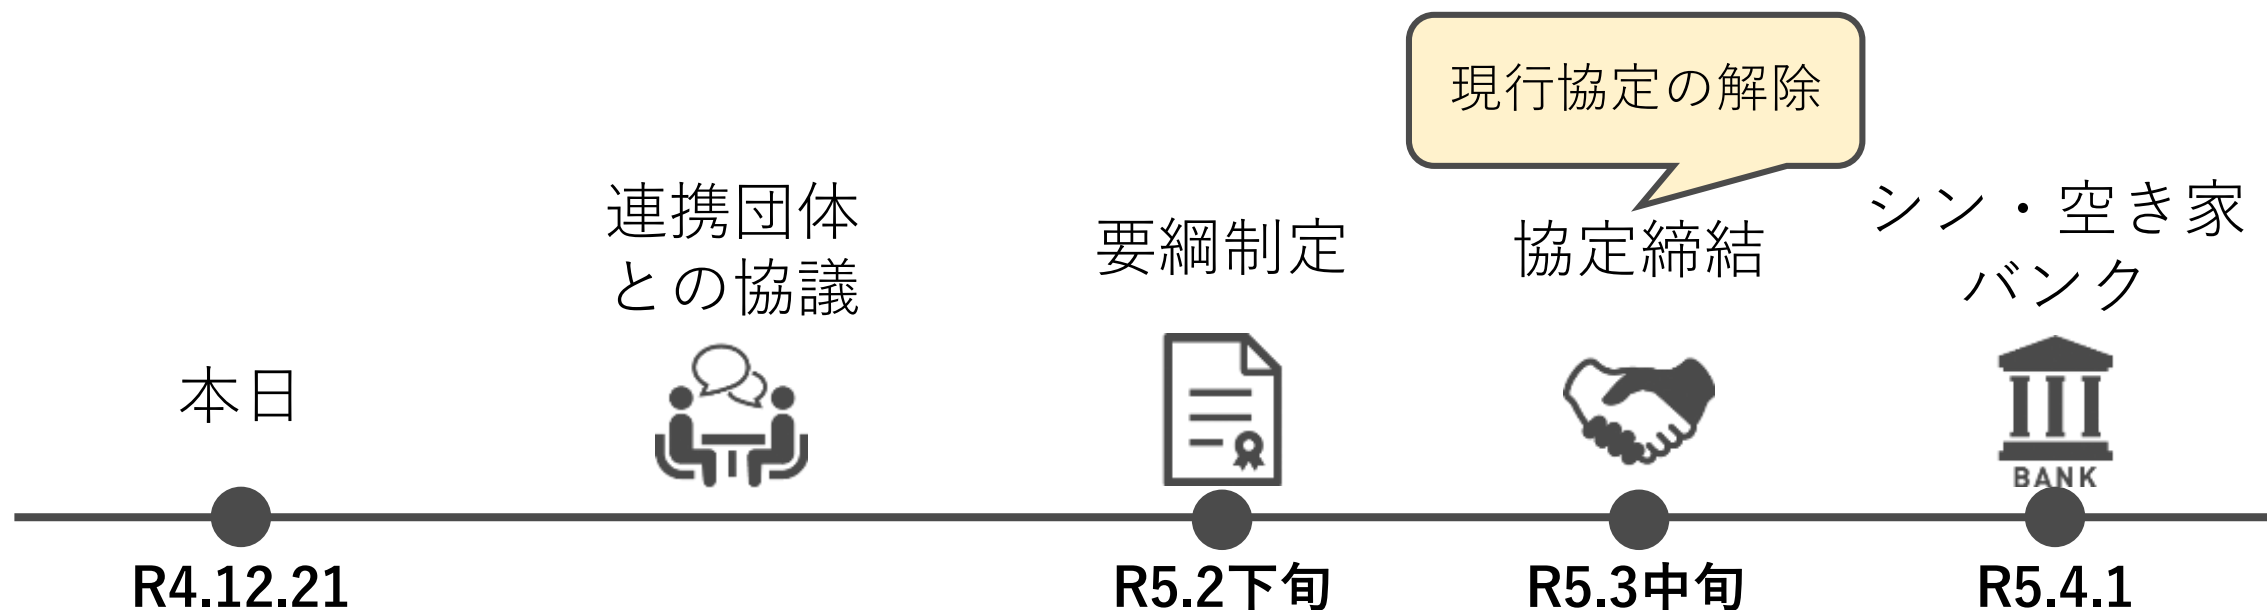 現行協定の解除
連携団体
との協議
要綱制定
協定締結
シン・空き家
バンク
本日
BANK
R4.12.21
R5.2下旬
R5.3中旬
R5.4.1